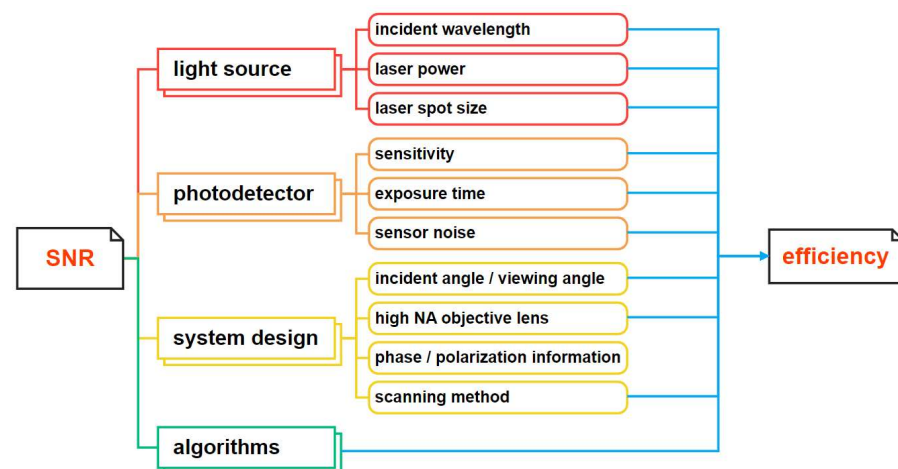 SNR
light source
incident wavelength
laser power
laser spot size
photodetector
sensitivity
exposure time
sensor noise
system design
incident angle / viewing angle
high NA objective lens
phase / polarization information
scanning method
algorithms
efficiency